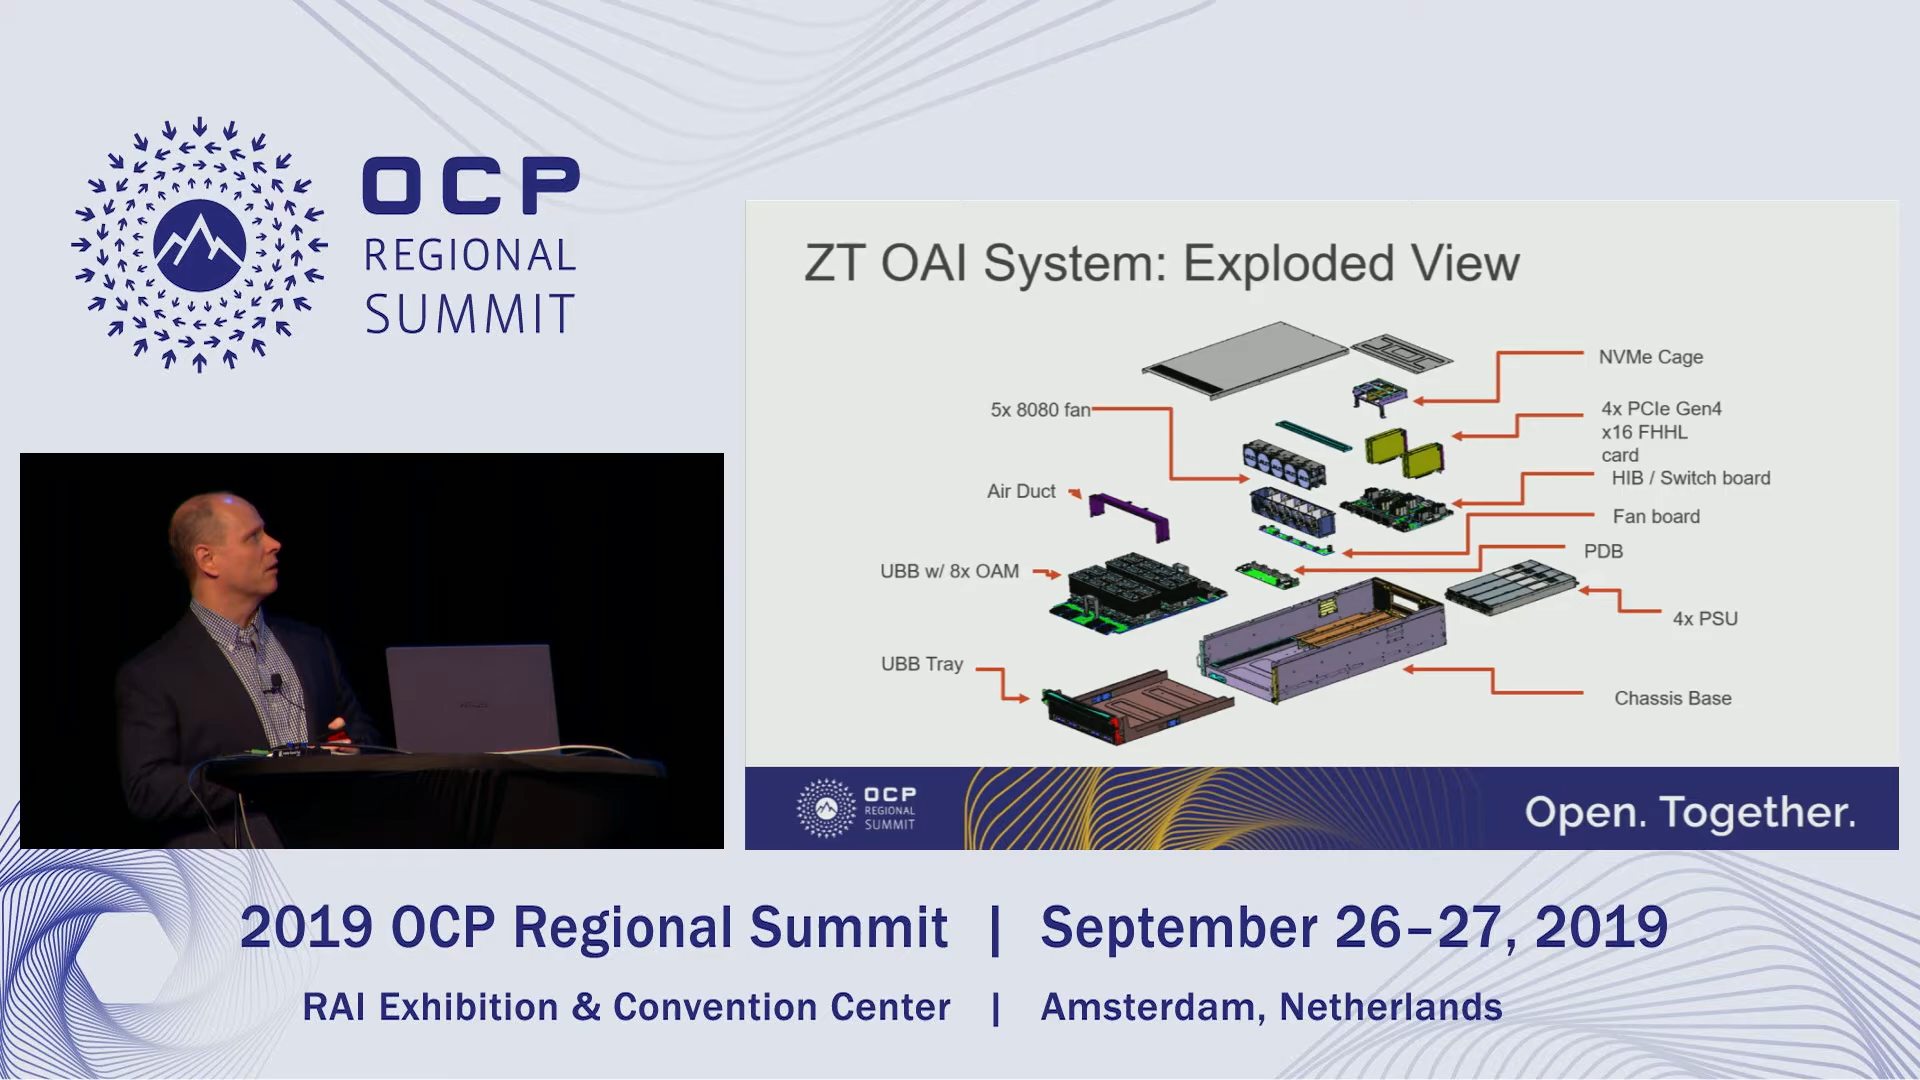 OCP
REGIONAL
SUMMIT
ZT OAI System: Exploded View
NVMe Cage
5x 8080 fan
4x PCIe Gen4
x16 FHHL
card
HIB / Switch board
Air Duct
Fan board
PDB
UBB w/ 8x OAM
4x PSU
UBB Tray
Chassis Base
OCP
REGIONAL
SUMMIT
Open. Together.
2019 OCP Regional Summit | September 26–27, 2019
RAI Exhibition & Convention Center | Amsterdam, Netherlands